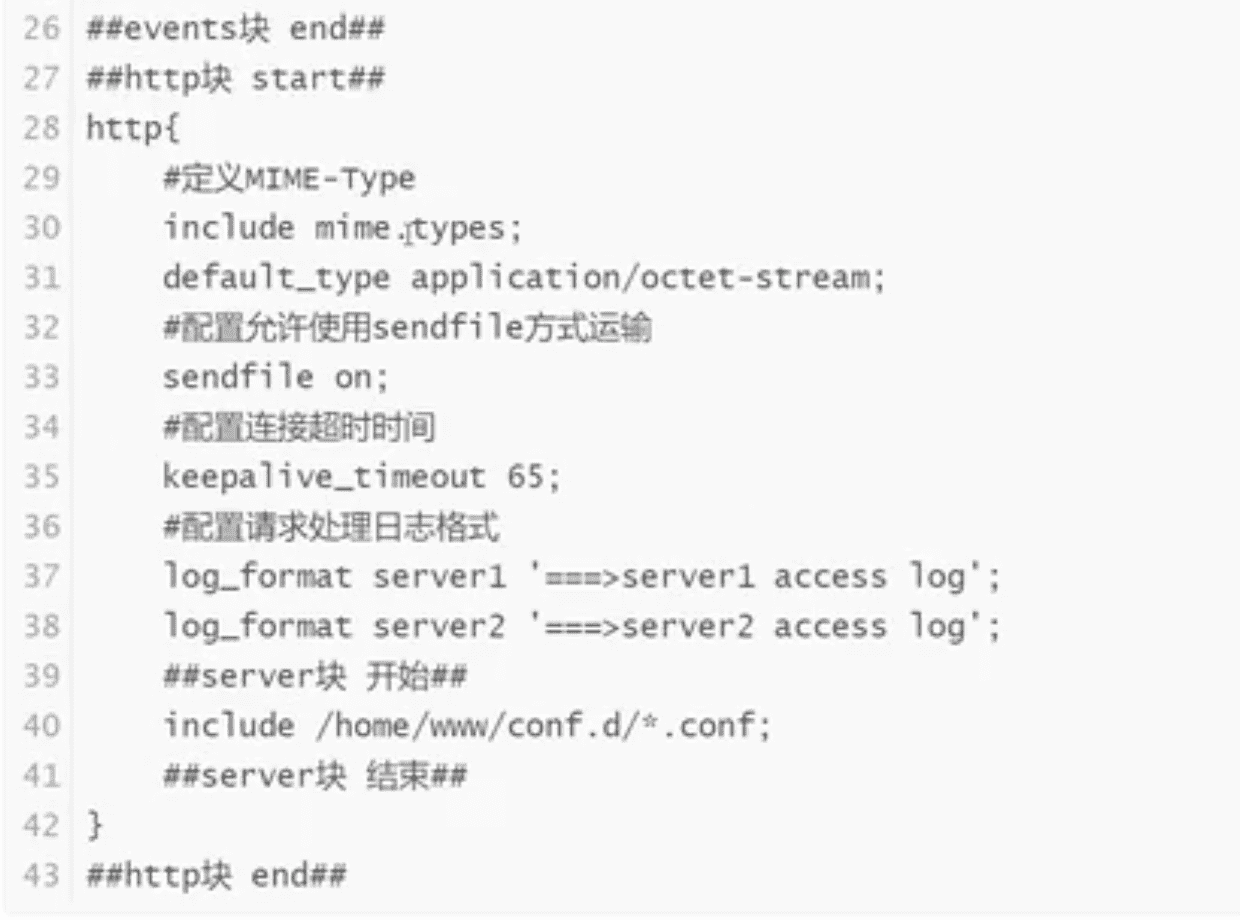 26 ##events块 end##
27 ##http块 start##
28 http{
29 #定义MIME-Type
30 include mime.types;
31 default_type application/octet-stream;
32 #配置允许使用sendfile方式运输
33 sendfile on;
34 #配置连接超时时间
35 keepalive_timeout 65;
36 #配置请求处理日志格式
37 log_format server1 '===>server1 access log';
38 log_format server2 '===>server2 access log';
39 ##server块 开始##
40 include /home/www/conf.d/*.conf;
41 ##server块 结束##
42 }
43 ##http块 end##